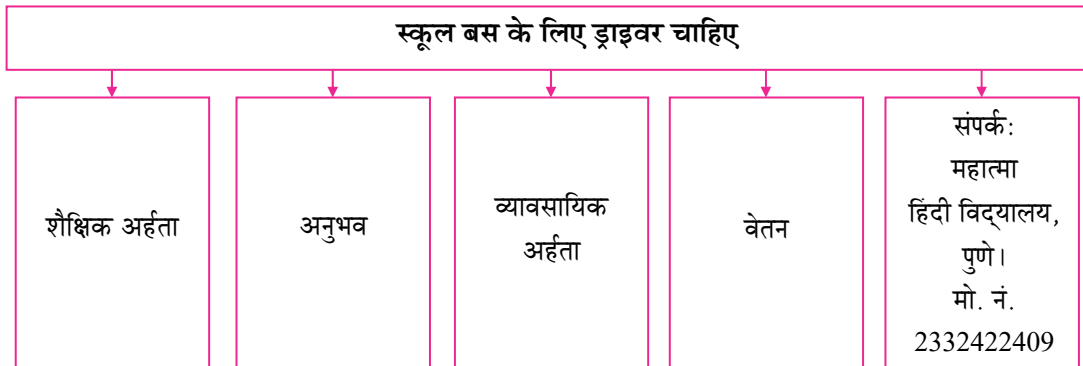 स्कूल बस के लिए ड्राइवर चाहिए
शैक्षिक अर्हता
अनुभव
व्यावसायिक
अर्हता
वेतन
संपर्क:
महात्मा
हिंदी विद्‌यालय,
पुणे।
मो. नं.
2332422409